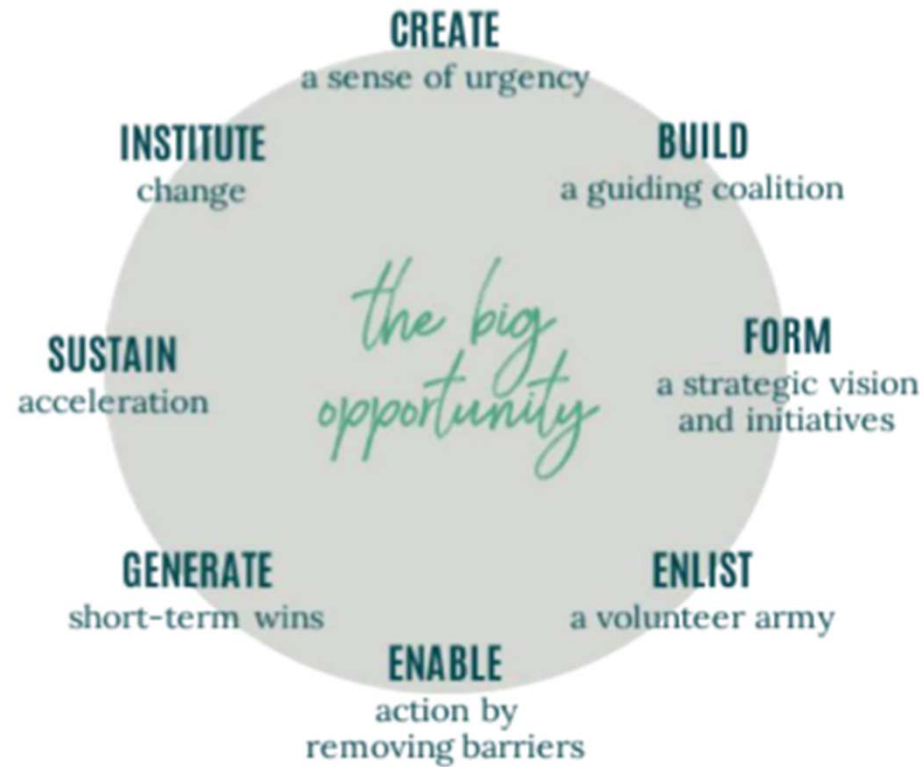 CREATE
a sense of urgency
BUILD
a guiding coalition
FORM
a strategic vision
and initiatives
ENLIST
a volunteer army
ENABLE
action by
removing barriers
GENERATE
short-term wins
SUSTAIN
acceleration
INSTITUTE
change
the big
opportunity